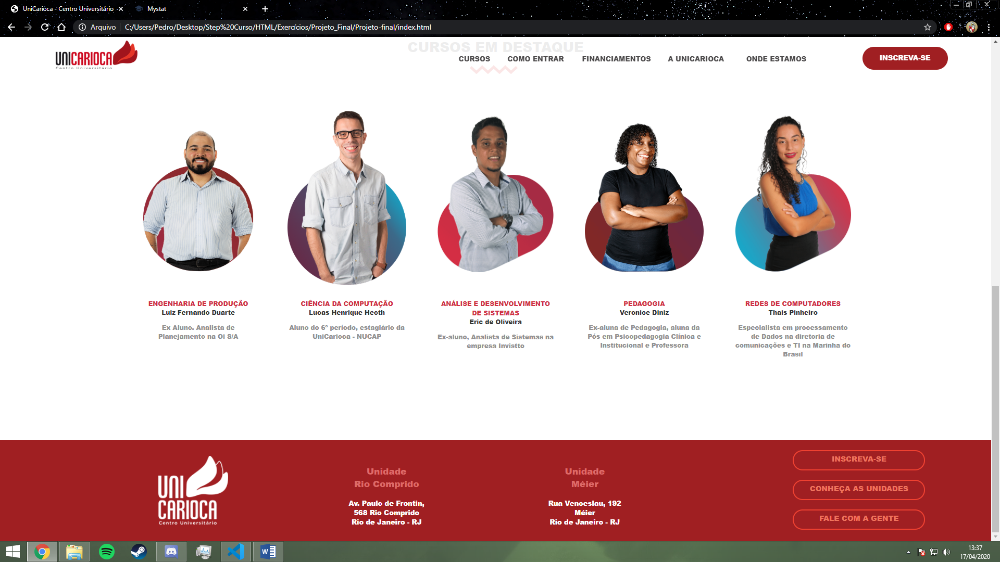 UniCarioca - Centro Universitário
Mystat
Arquivo
C:/Users/Pedro/Desktop/Step%20Curso/HTML/Exercícios/Projeto_Final/Projeto-final/index.html
UNICARIOCA
Centro Universitário
CURSOS EM DESTAQUE
CURSOS
COMO ENTRAR
FINANCIAMENTOS
A UNICARIOCA
ONDE ESTAMOS
INSCREVA-SE
ENGENHARIA DE PRODUÇÃO
Luiz Fernando Duarte
Ex Aluno. Analista de
Planejamento na Oi S/A
CIÊNCIA DA COMPUTAÇÃO
Lucas Henrique Hecth
Aluno do 6º período, estagiário da
UniCarioca - NUCAP
ANÁLISE E DESENVOLVIMENTO
DE SISTEMAS
Eric de Oliveira
Ex-aluno, Analista de Sistemas na
empresa Invistto
PEDAGOGIA
Veronice Diniz
Ex-aluna de Pedagogia, aluna da
Pós em Psicopedagogia Clínica e
Institucional e Professora
REDES DE COMPUTADORES
Thais Pinheiro
Especialista em processamento
de Dados na diretoria de
comunicações e TI na Marinha do
Brasil
UNI
CARIOCA
Centro Universitário
Unidade
Rio Comprido
Av. Paulo de Frontin,
568 Rio Comprido
Rio de Janeiro - RJ
Unidade
Méier
Rua Venceslau, 192
Méier
Rio de Janeiro - RJ
INSCREVA-SE
CONHEÇA AS UNIDADES
FALE COM A GENTE
13:37
17/04/2020